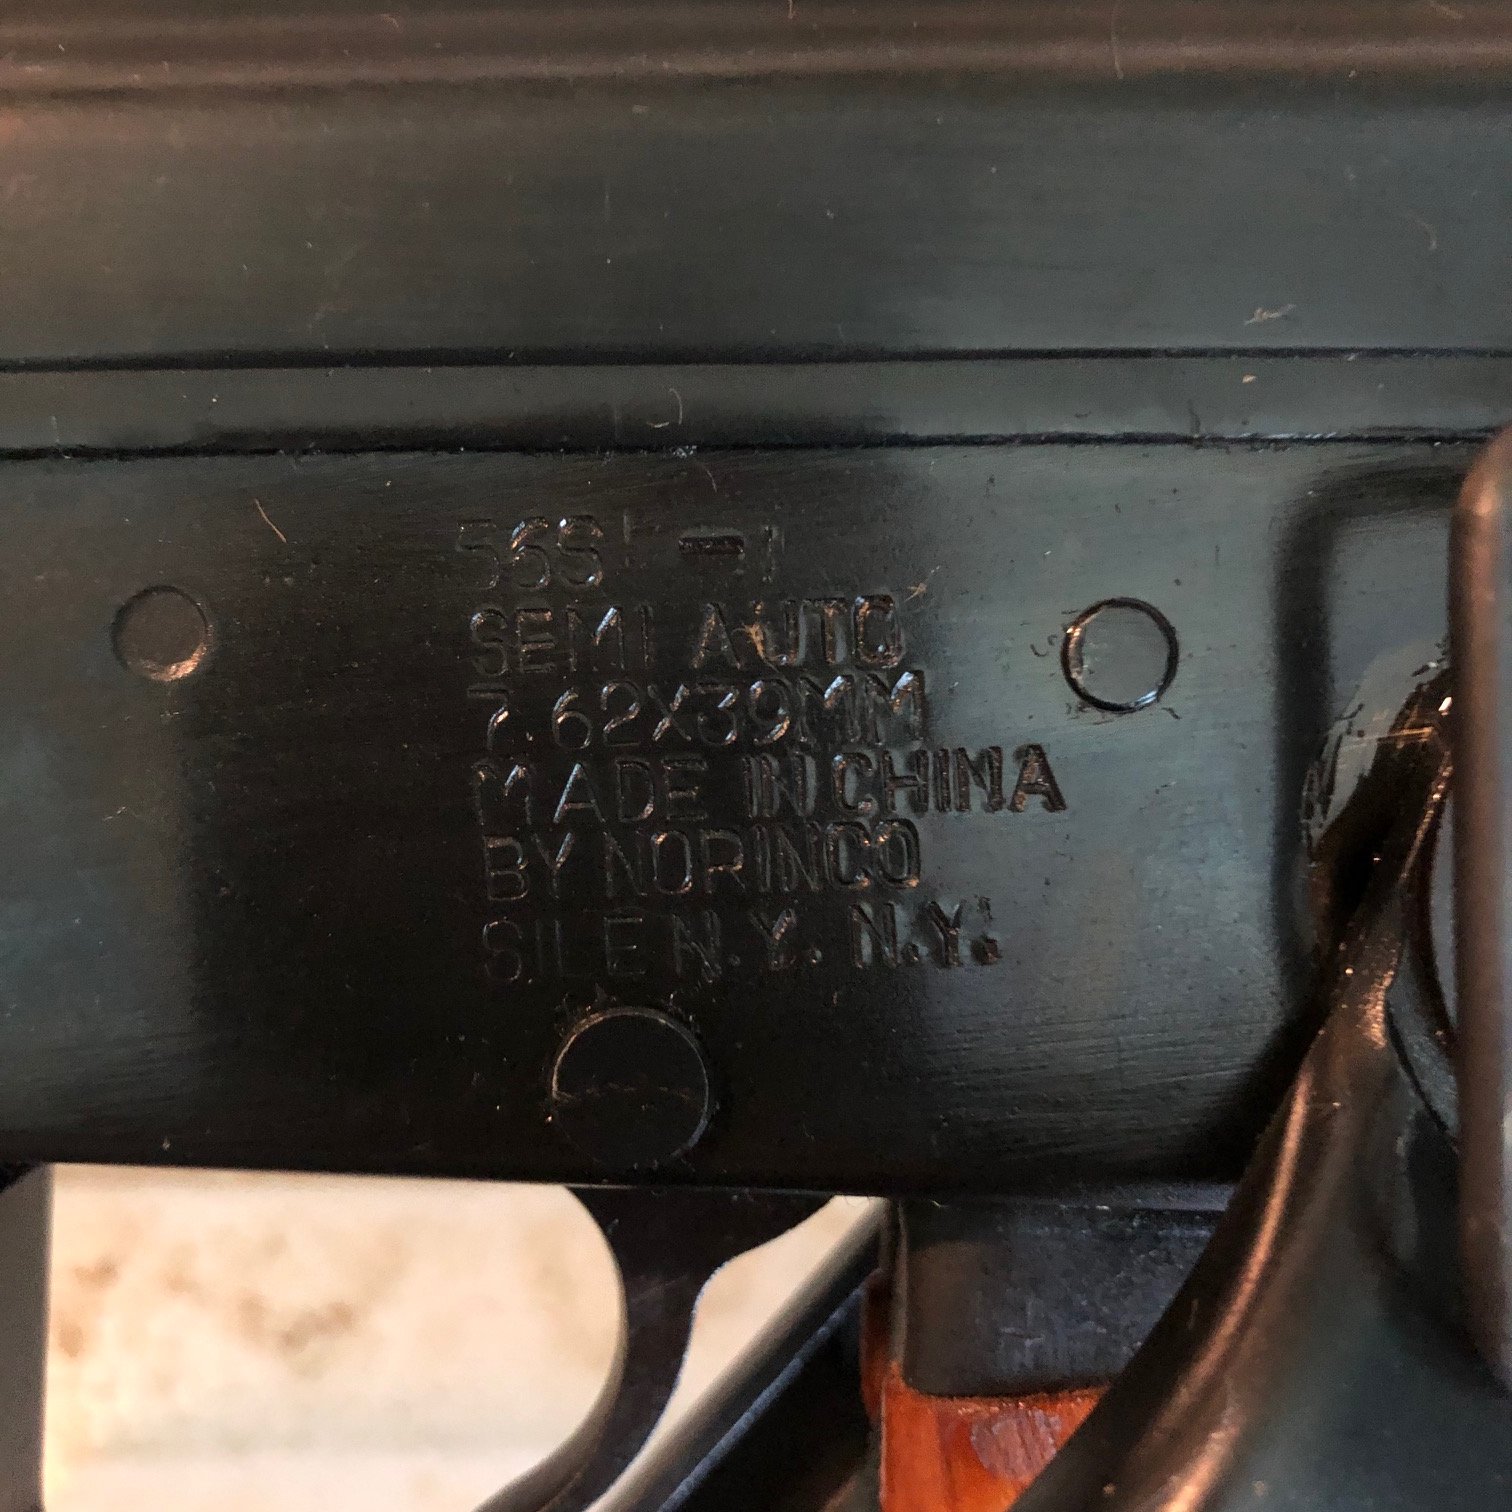 56S - 1
SEMI AUTO
7.62X39MM
MADE IN CHINA
BY NORINCO
SILE N.Y. N.Y.